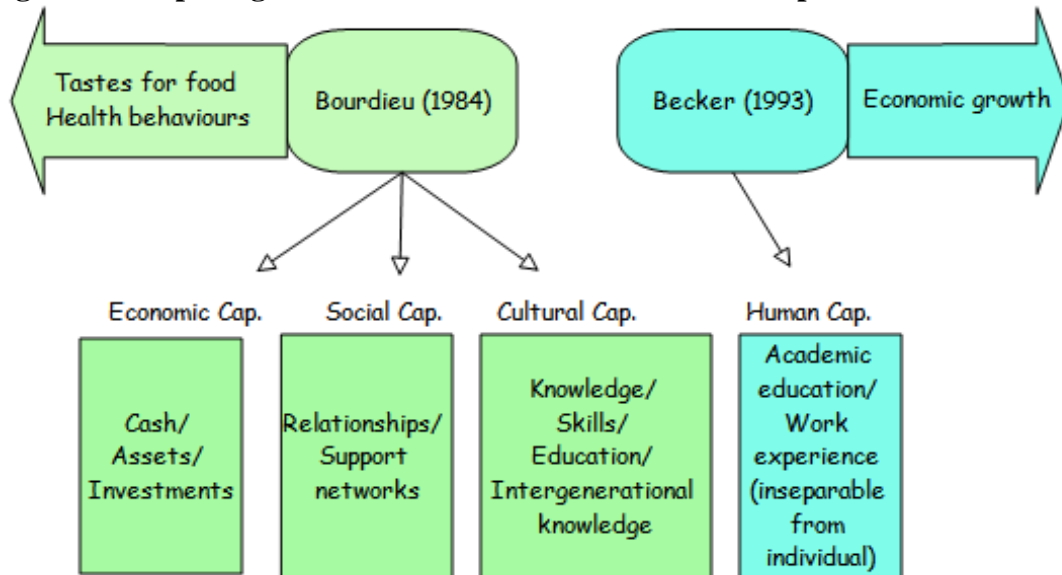 Tastes for food
Health behaviours
Bourdieu (1984)
Becker (1993)
Economic growth
Economic Cap.
Social Cap.
Cultural Cap.
Human Cap.
Cash/
Assets/
Investments
Relationships/
Support
networks
Knowledge/
Skills/
Education/
Intergenerational
knowledge
Academic
education/
Work
experience
(inseparable
from
individual)